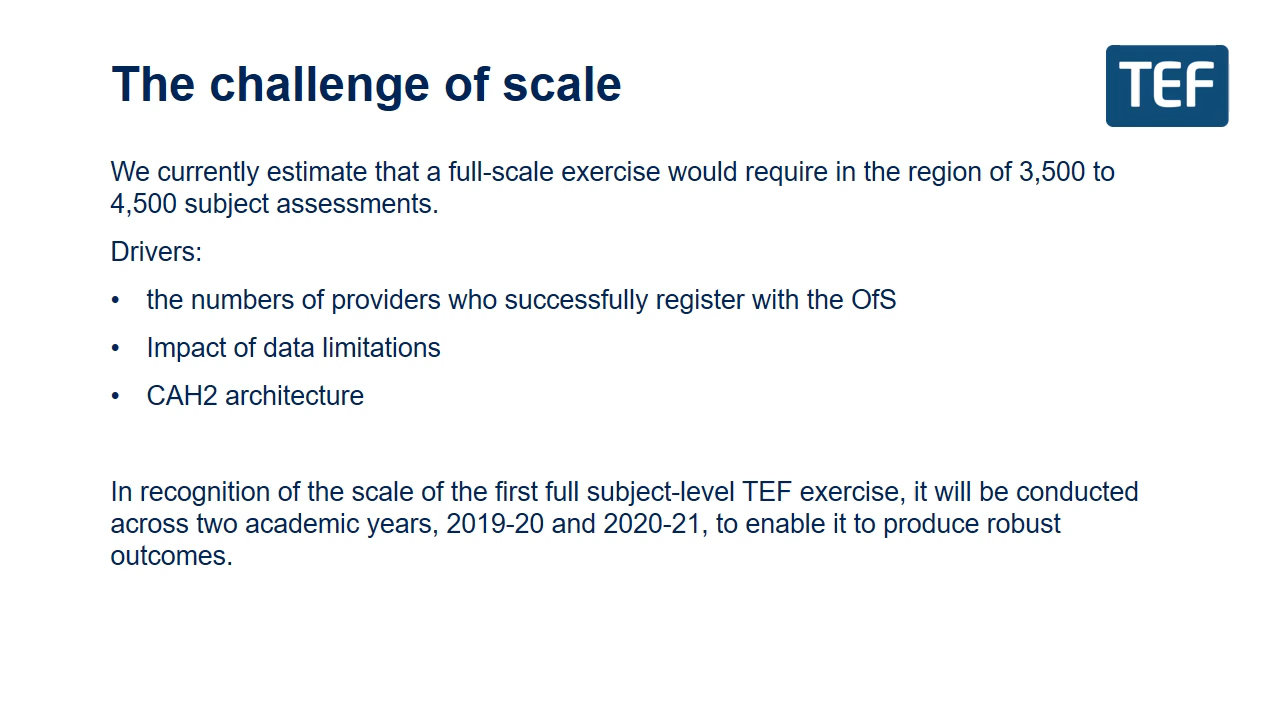 The challenge of scale
TEF
We currently estimate that a full-scale exercise would require in the region of 3,500 to
4,500 subject assessments.
Drivers:
• the numbers of providers who successfully register with the OfS
• Impact of data limitations
• CAH2 architecture
In recognition of the scale of the first full subject-level TEF exercise, it will be conducted
across two academic years, 2019-20 and 2020-21, to enable it to produce robust
outcomes.